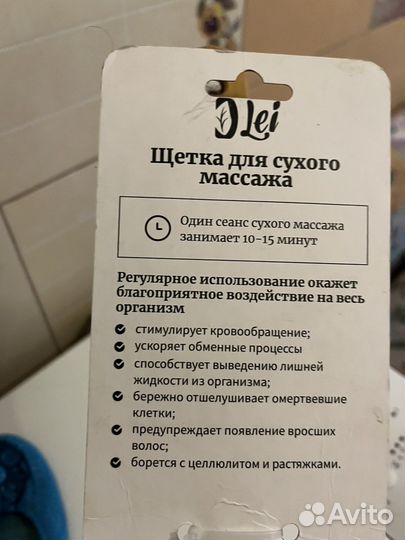 D Lei
Щетка для сухого
массажа
Один сеанс сухого массажа
занимает 10-15 минут
Регулярное использование окажет
благоприятное воздействие на весь
организм
стимулирует кровообращение;
ускоряет обменные процессы
способствует выведению лишней
жидкости из организма;
бережно отшелушивает омертвевшие
клетки;
предупреждает появление вросших
волос;
борется с целлюлитом и растяжками.
Avito